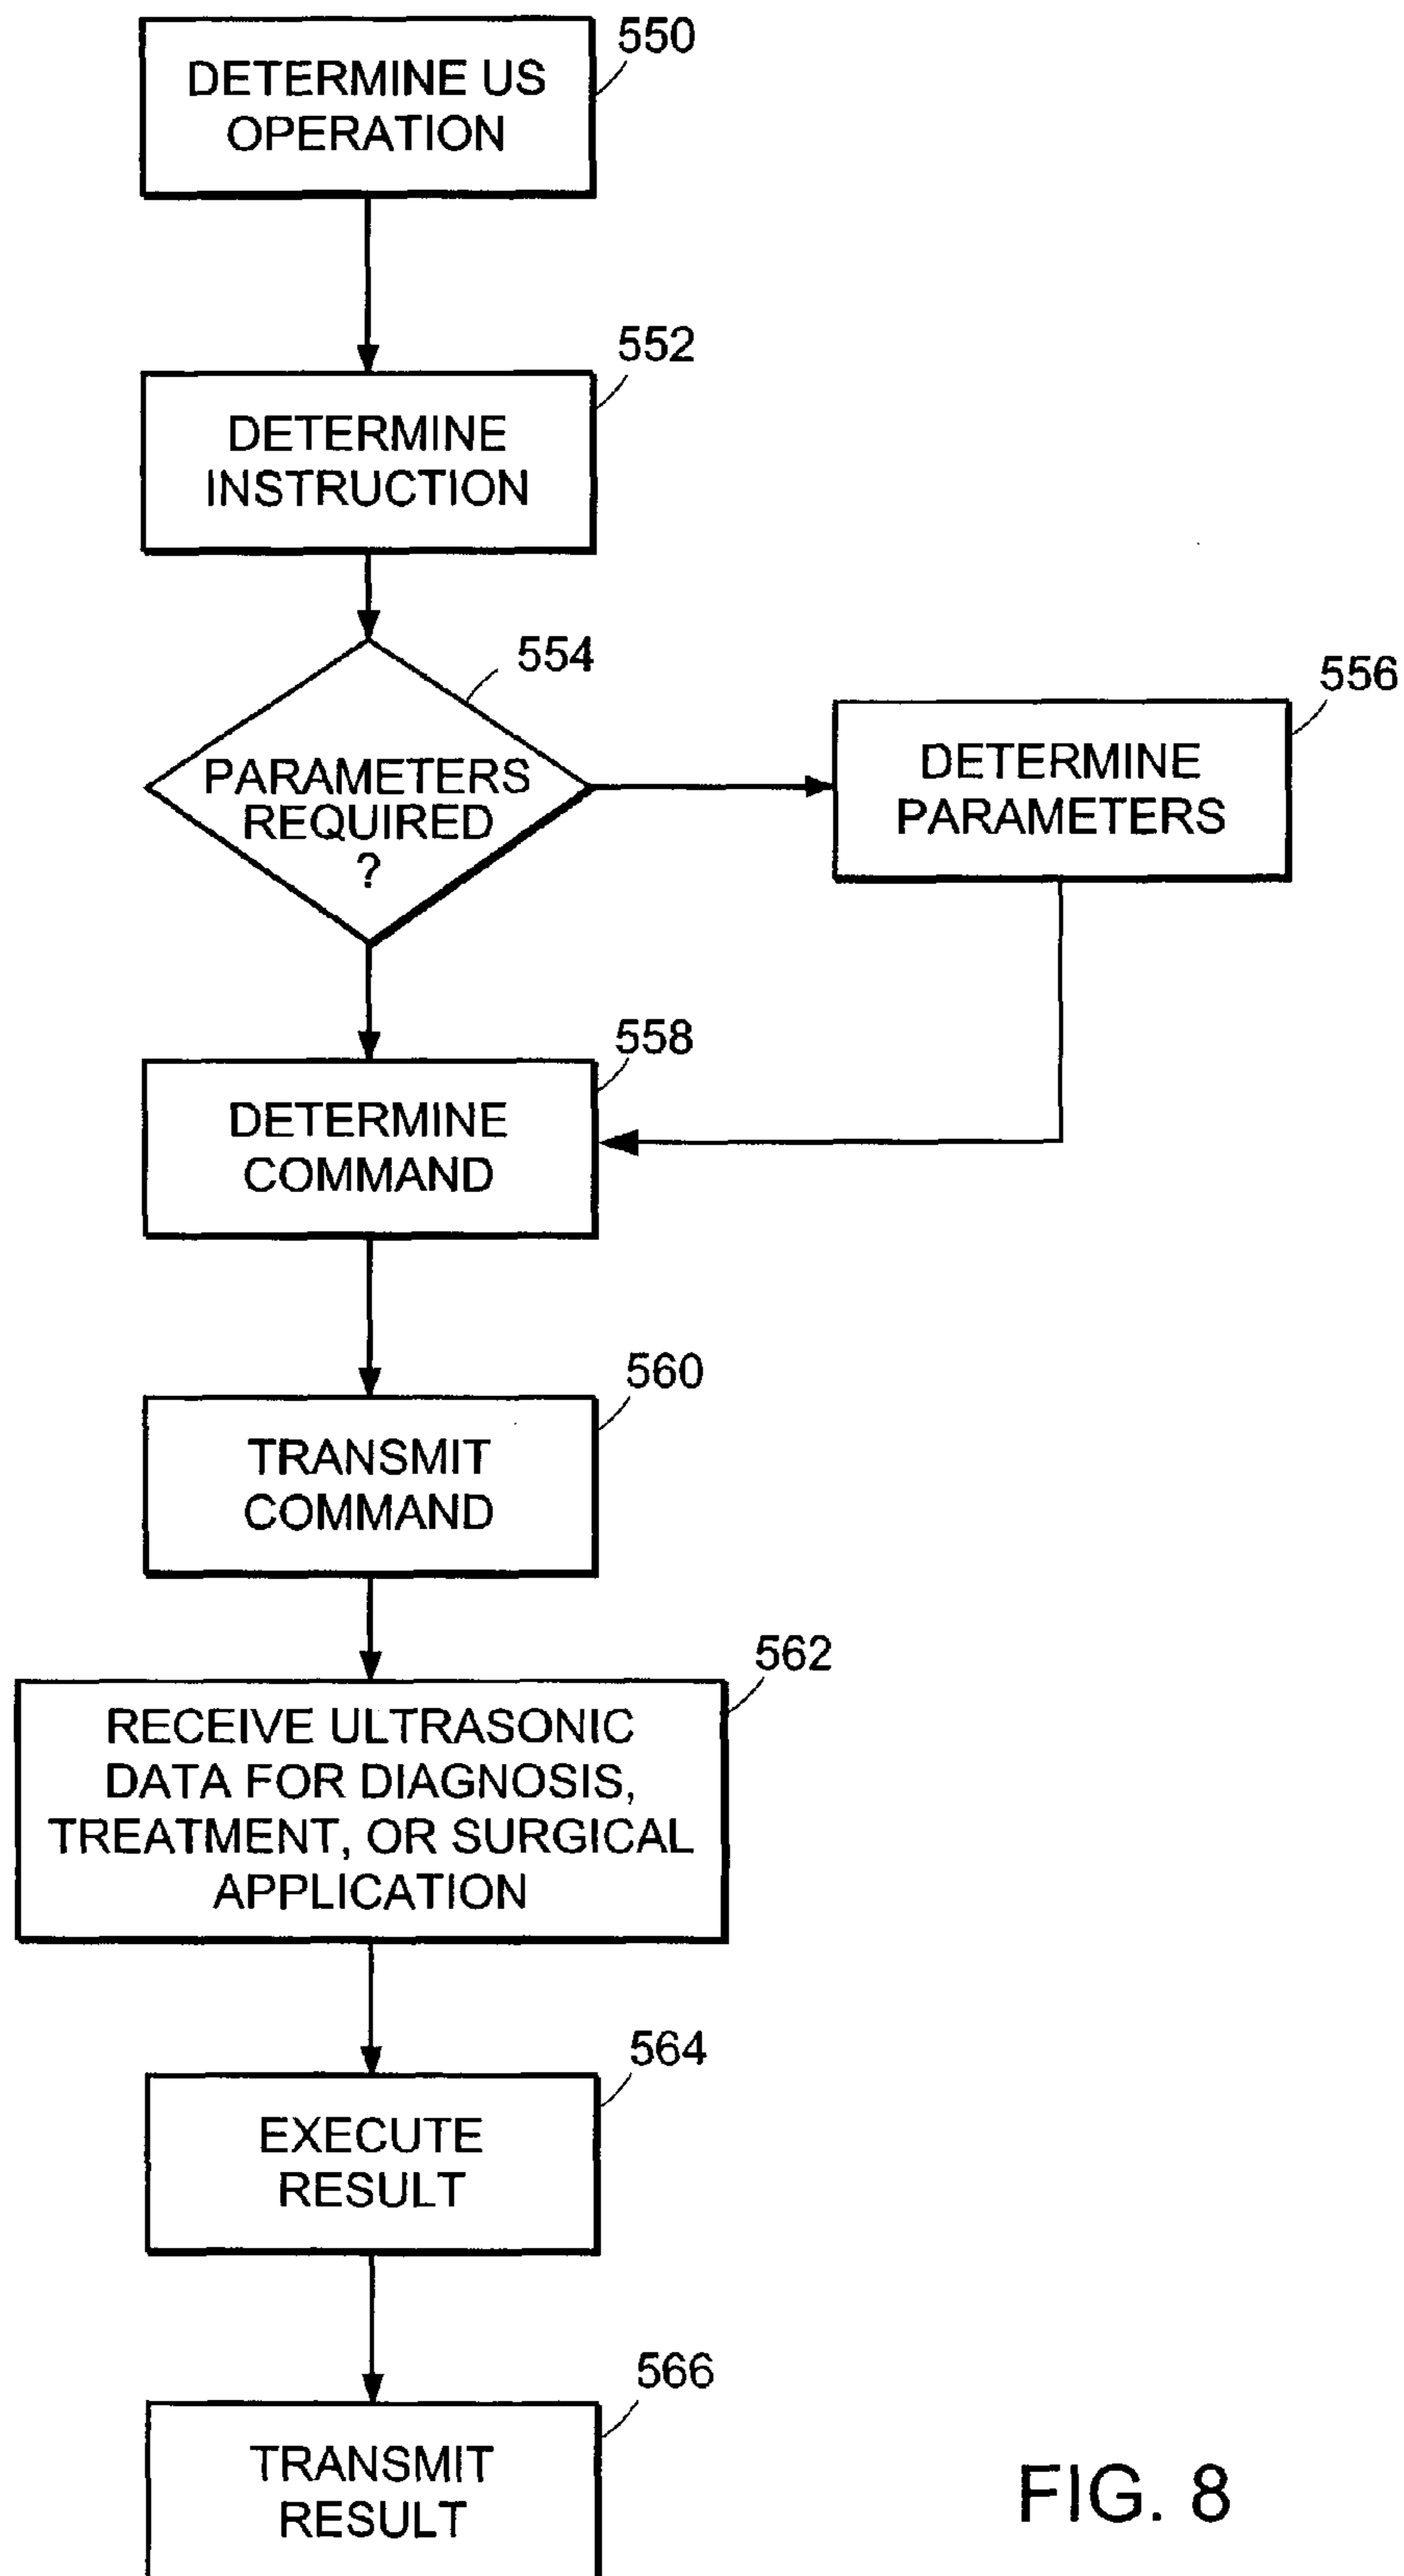 550
DETERMINE US
OPERATION
552
DETERMINE
INSTRUCTION
554
PARAMETERS
REQUIRED
?
556
DETERMINE
PARAMETERS
558
DETERMINE
COMMAND
560
TRANSMIT
COMMAND
562
RECEIVE ULTRASONIC
DATA FOR DIAGNOSIS,
TREATMENT, OR SURGICAL
APPLICATION
564
EXECUTE
RESULT
566
TRANSMIT
RESULT
FIG. 8